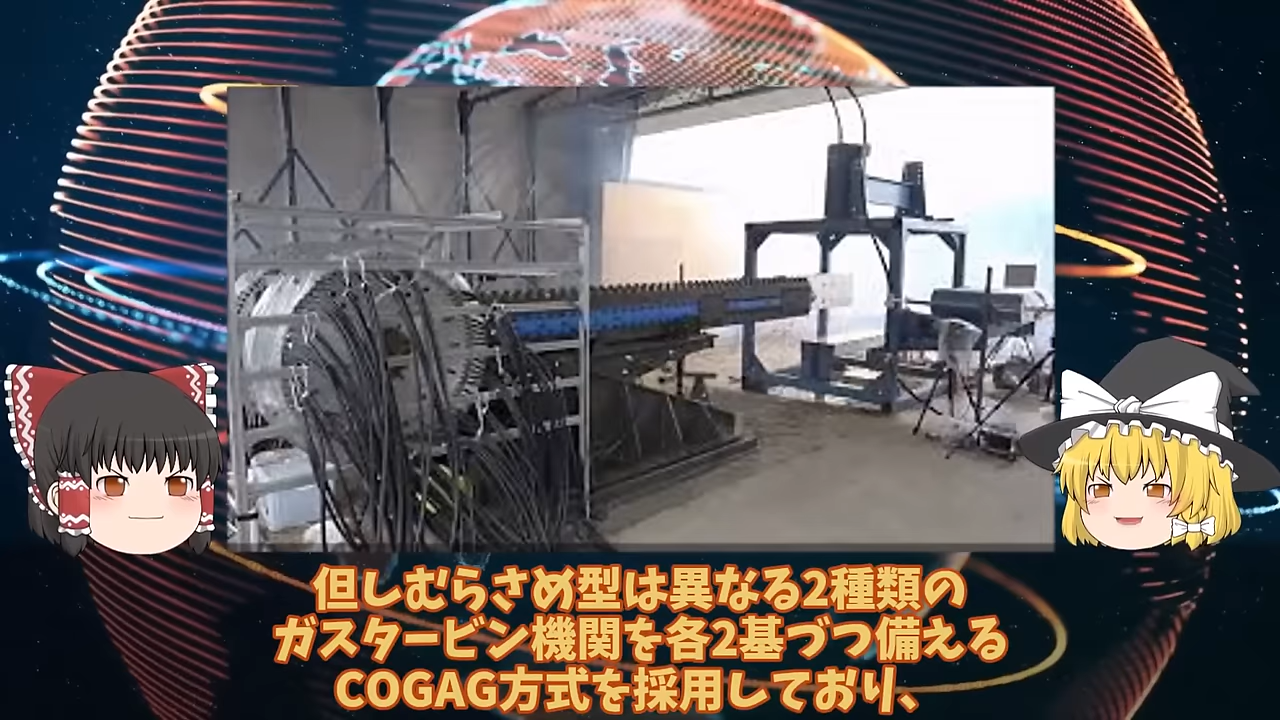 但しむらさめ型は異なる2種類の
ガスタービン機関を各2基づつ備える
COGAG方式を採用しており、